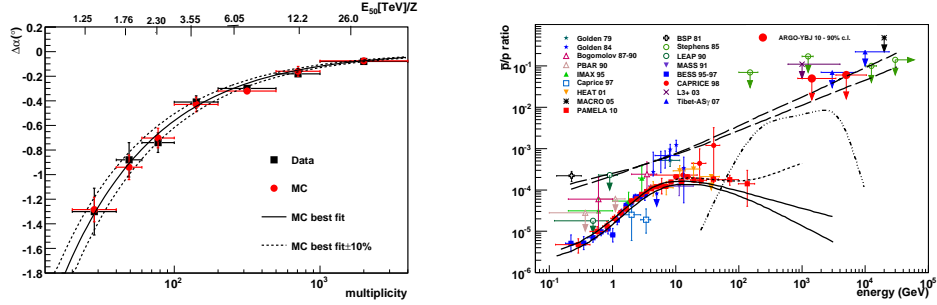 E50[TeV]/Z
1.25 1.76 2.30 3.55 6.05 12.2 26.0
Δα(°)
0.2
0
-0.2
-0.4
-0.6
-0.8
-1
-1.2
-1.4
-1.6
-1.8
Data
MC
MC best fit
MC best fit±10%
10² 10³
multiplicity
p̄/p ratio
1
10⁻¹
10⁻²
10⁻³
10⁻⁴
10⁻⁵
10⁻⁶
Golden 79
Golden 84
Bogomolov 87-90
PBAR 90
IMAX 95
Caprice 97
HEAT 01
MACRO 05
PAMELA 10
BSP 81
Stephens 85
LEAP 90
MASS 91
BESS 95-97
CAPRICE 98
L3+ 03
Tibet-ASγ 07
ARGO-YBJ 10 - 90% c.l.
10⁻¹ 1 10 10² 10³ 10⁴ 10⁵
energy (GeV)